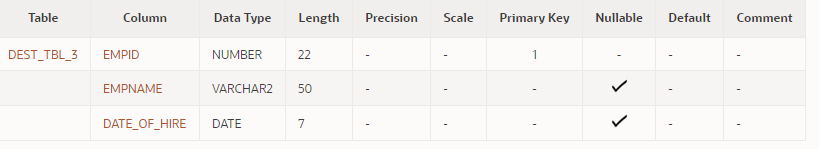 Table Column Data Type Length Precision Scale Primary Key Nullable Default Comment
DEST_TBL_3 EMPID NUMBER 22 - - 1 - - -
EMPNAME VARCHAR2 50 - - - ✓ - -
DATE_OF_HIRE DATE 7 - - - ✓ - -